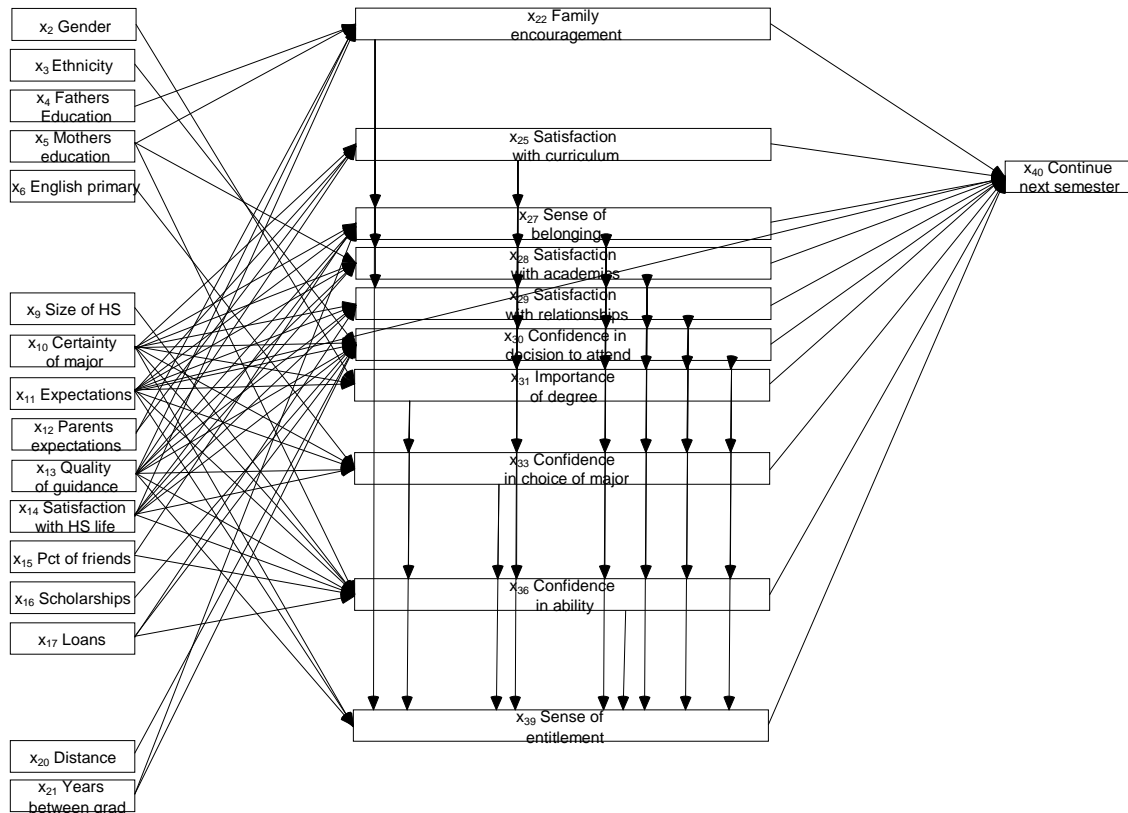 x2 Gender
x3 Ethnicity
x4 Fathers
Education
x5 Mothers
education
x6 English primary
x9 Size of HS
x10 Certainty
of major
x11 Expectations
x12 Parents
expectations
x13 Quality
of guidance
x14 Satisfaction
with HS life
x15 Pct of friends
x16 Scholarships
x17 Loans
x20 Distance
x21 Years
between grad
x22 Family
encouragement
x25 Satisfaction
with curriculum
x27 Sense of
belonging
x28 Satisfaction
with academics
x29 Satisfaction
with relationships
x30 Confidence in
decision to attend
x31 Importance
of degree
x33 Confidence
in choice of major
x36 Confidence
in ability
x39 Sense of
entitlement
x40 Continue
next semester